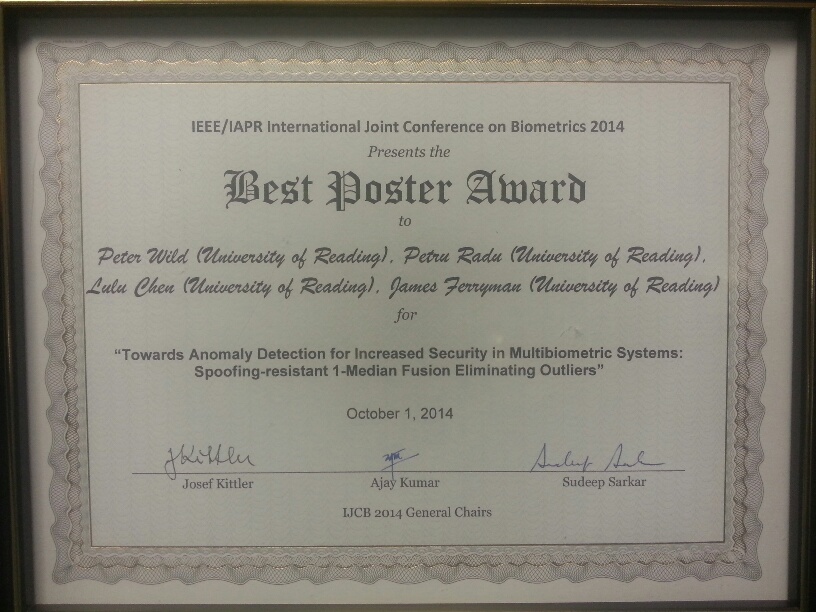 IEEE/IAPR International Joint Conference on Biometrics 2014
Presents the
Best Poster Award
to
Peter Wild (University of Reading), Petru Radu (University of Reading),
Lulu Chen (University of Reading), James Ferryman (University of Reading)
for
“Towards Anomaly Detection for Increased Security in Multibiometric Systems:
Spoofing-resistant 1-Median Fusion Eliminating Outliers”
October 1, 2014
JKittler
Josef Kittler Ajay Kumar Sudeep Sarkar
IJCB 2014 General Chairs